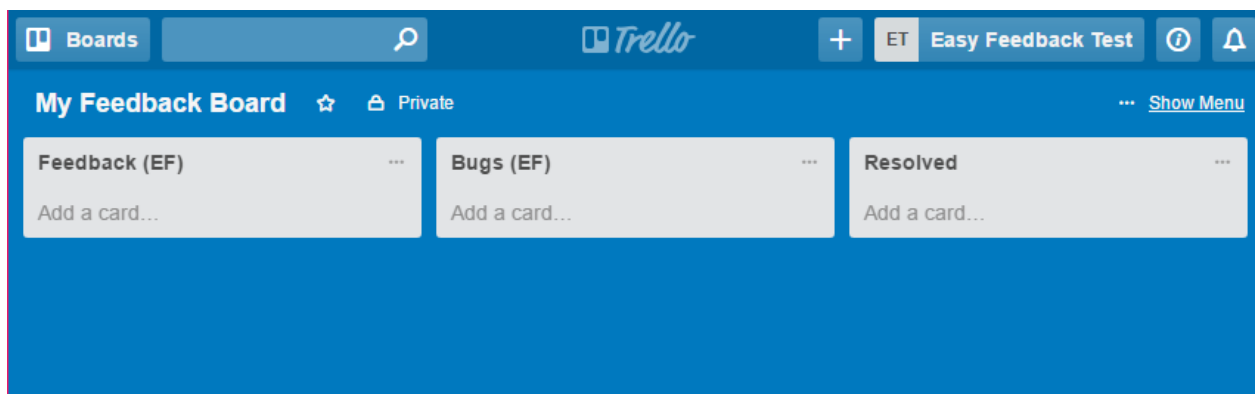 Boards
Trello
ET Easy Feedback Test
My Feedback Board
Private
... Show Menu
Feedback (EF) ...
Bugs (EF) ...
Resolved ...
Add a card...
Add a card...
Add a card...